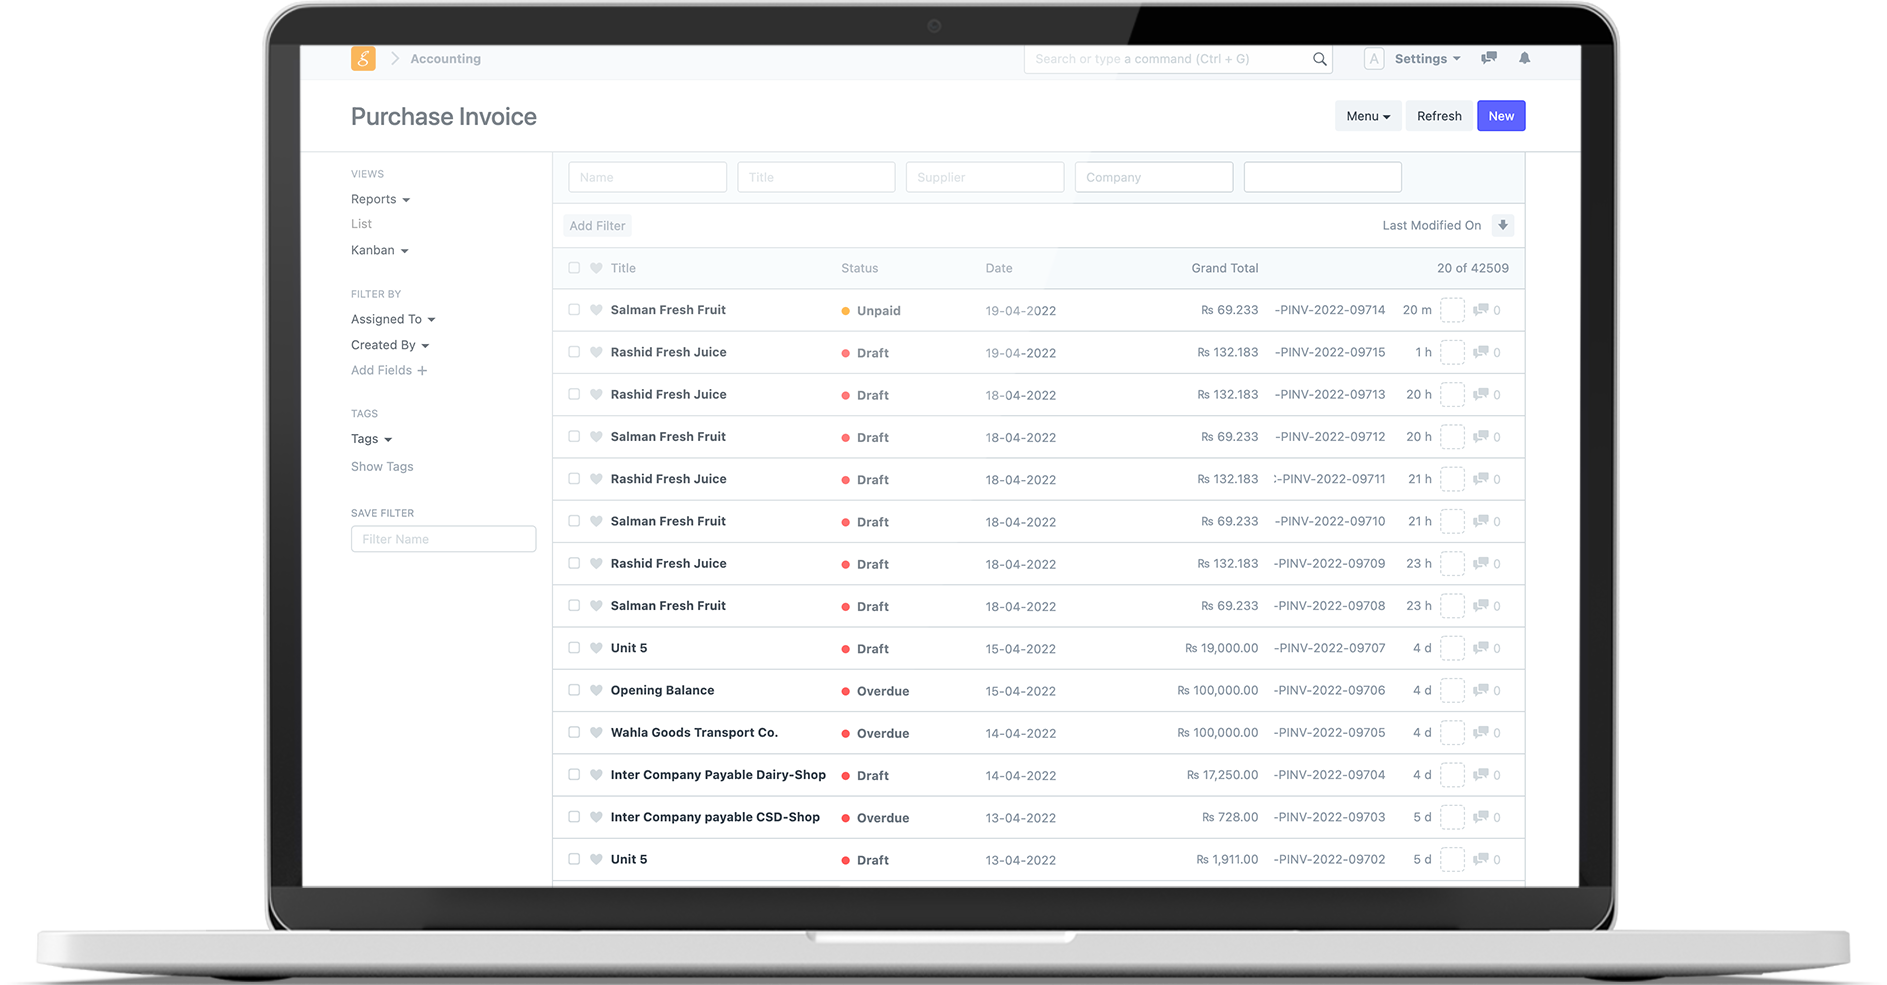 Accounting
Search or type a command (Ctrl + G)
A Settings
Purchase Invoice
Menu Refresh New
VIEWS
Reports
List
Kanban
FILTER BY
Assigned To
Created By
Add Fields +
TAGS
Tags
Show Tags
SAVE FILTER
Filter Name
Name Title Supplier Company
Add Filter Last Modified On
Title Status Date Grand Total 20 of 42509
Salman Fresh Fruit Unpaid 19-04-2022 Rs 69.233 -PINV-2022-09714 20 m 0
Rashid Fresh Juice Draft 19-04-2022 Rs 132.183 -PINV-2022-09715 1 h 0
Rashid Fresh Juice Draft 18-04-2022 Rs 132.183 -PINV-2022-09713 20 h 0
Salman Fresh Fruit Draft 18-04-2022 Rs 69.233 -PINV-2022-09712 20 h 0
Rashid Fresh Juice Draft 18-04-2022 Rs 132.183 -PINV-2022-09711 21 h 0
Salman Fresh Fruit Draft 18-04-2022 Rs 69.233 -PINV-2022-09710 21 h 0
Rashid Fresh Juice Draft 18-04-2022 Rs 132.183 -PINV-2022-09709 23 h 0
Salman Fresh Fruit Draft 18-04-2022 Rs 69.233 -PINV-2022-09708 23 h 0
Unit 5 Draft 15-04-2022 Rs 19,000.00 -PINV-2022-09707 4 d 0
Opening Balance Overdue 15-04-2022 Rs 100,000.00 -PINV-2022-09706 4 d 0
Wahla Goods Transport Co. Overdue 14-04-2022 Rs 100,000.00 -PINV-2022-09705 4 d 0
Inter Company Payable Dairy-Shop Draft 14-04-2022 Rs 17,250.00 -PINV-2022-09704 4 d 0
Inter Company payable CSD-Shop Overdue 13-04-2022 Rs 728.00 -PINV-2022-09703 5 d 0
Unit 5 Draft 13-04-2022 Rs 1,911.00 -PINV-2022-09702 5 d 0